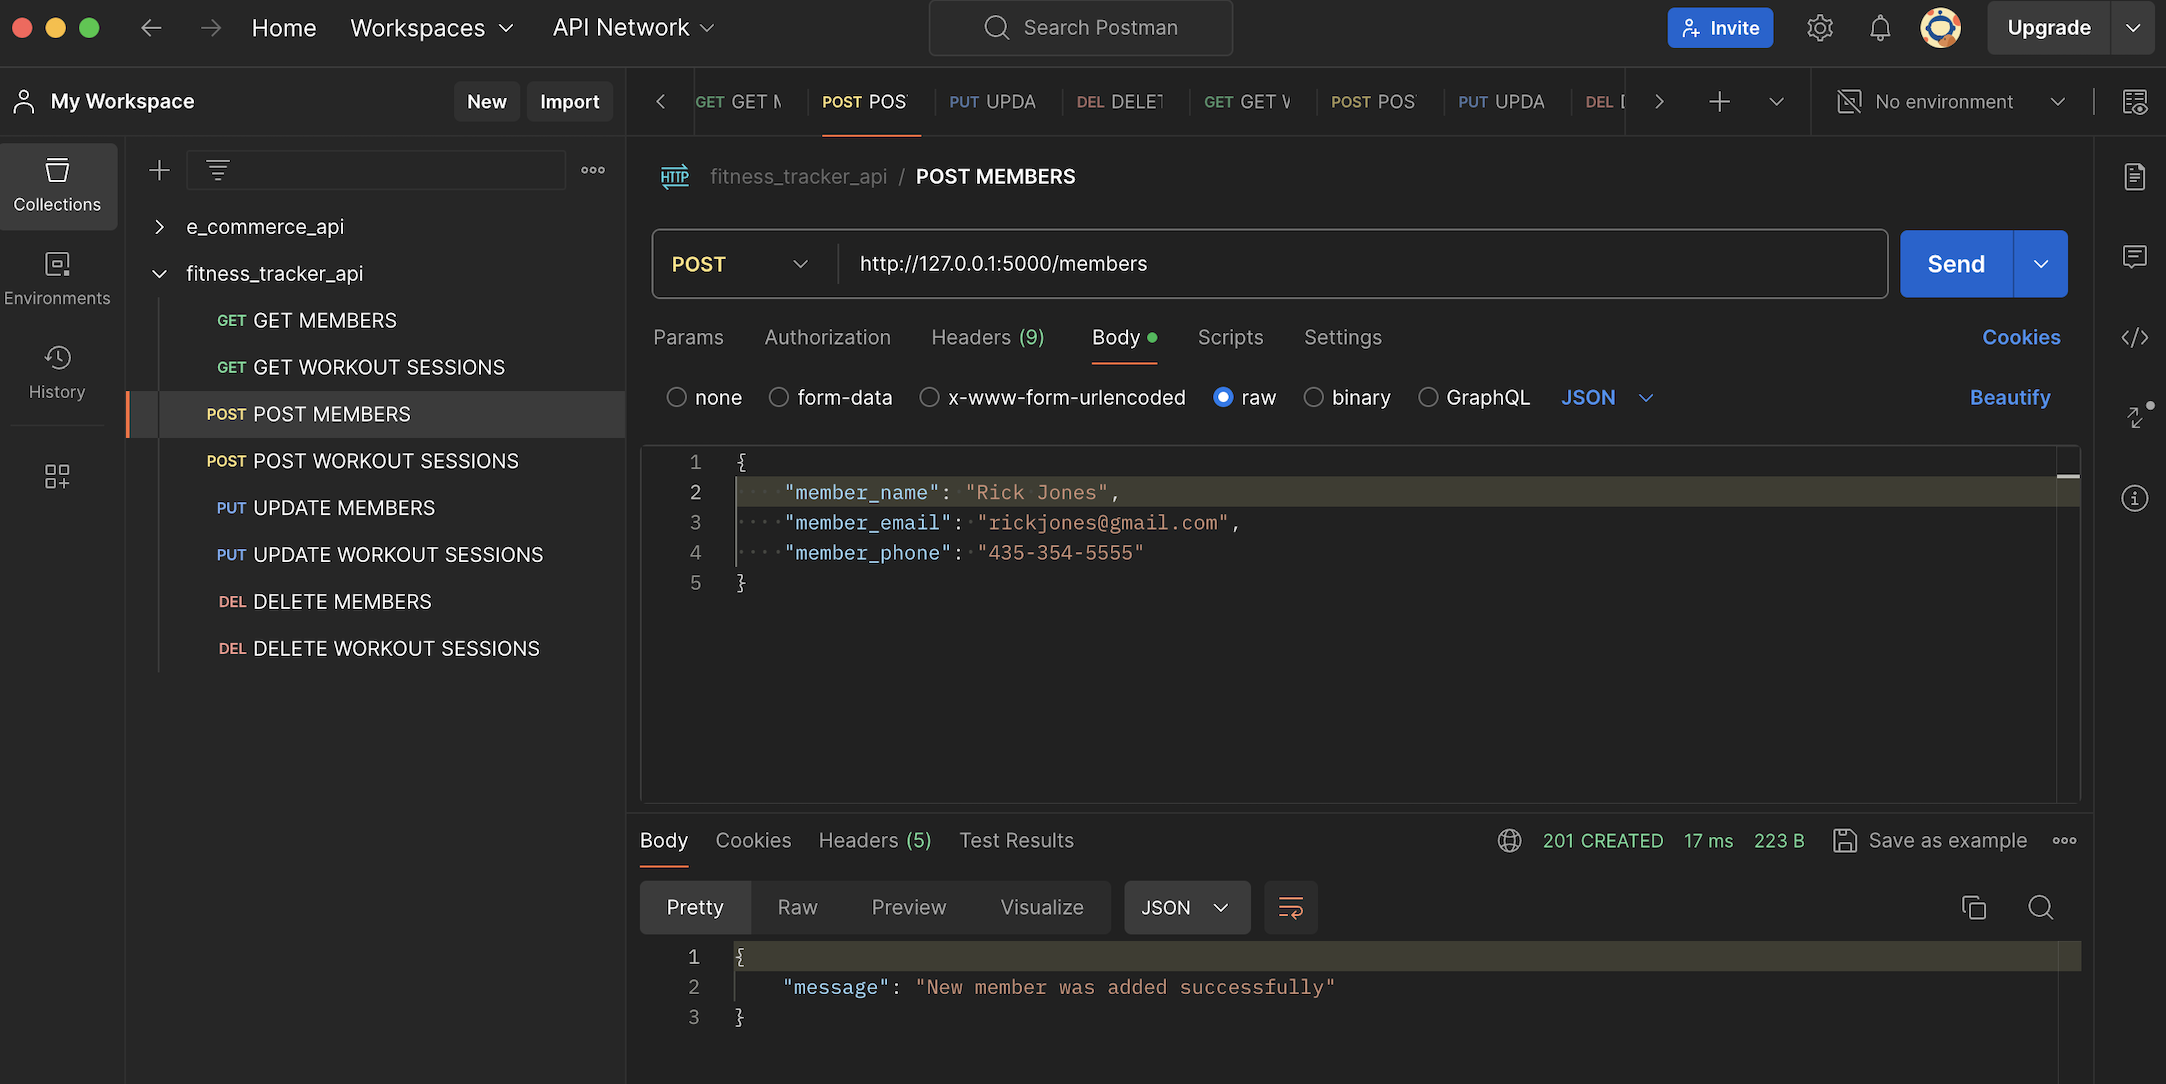 Home Workspaces API Network Search Postman Invite Upgrade
My Workspace New Import GET GET M POST POS PUT UPDA DEL DELET GET GET POST POS PUT UPDA DEL No environment
Collections
Environments
History
e_commerce_api
fitness_tracker_api
GET GET MEMBERS
GET GET WORKOUT SESSIONS
POST POST MEMBERS
POST POST WORKOUT SESSIONS
PUT UPDATE MEMBERS
PUT UPDATE WORKOUT SESSIONS
DEL DELETE MEMBERS
DEL DELETE WORKOUT SESSIONS
HTTP fitness_tracker_api / POST MEMBERS
POST http://127.0.0.1:5000/members Send
Params Authorization Headers (9) Body Scripts Settings Cookies
none form-data x-www-form-urlencoded raw binary GraphQL JSON Beautify
1 {
2 "member_name": "Rick Jones",
3 "member_email": "rickjones@gmail.com",
4 "member_phone": "435-354-5555"
5 }
Body Cookies Headers (5) Test Results 201 CREATED 17 ms 223 B Save as example
Pretty Raw Preview Visualize JSON
1 {
2 "message": "New member was added successfully"
3 }